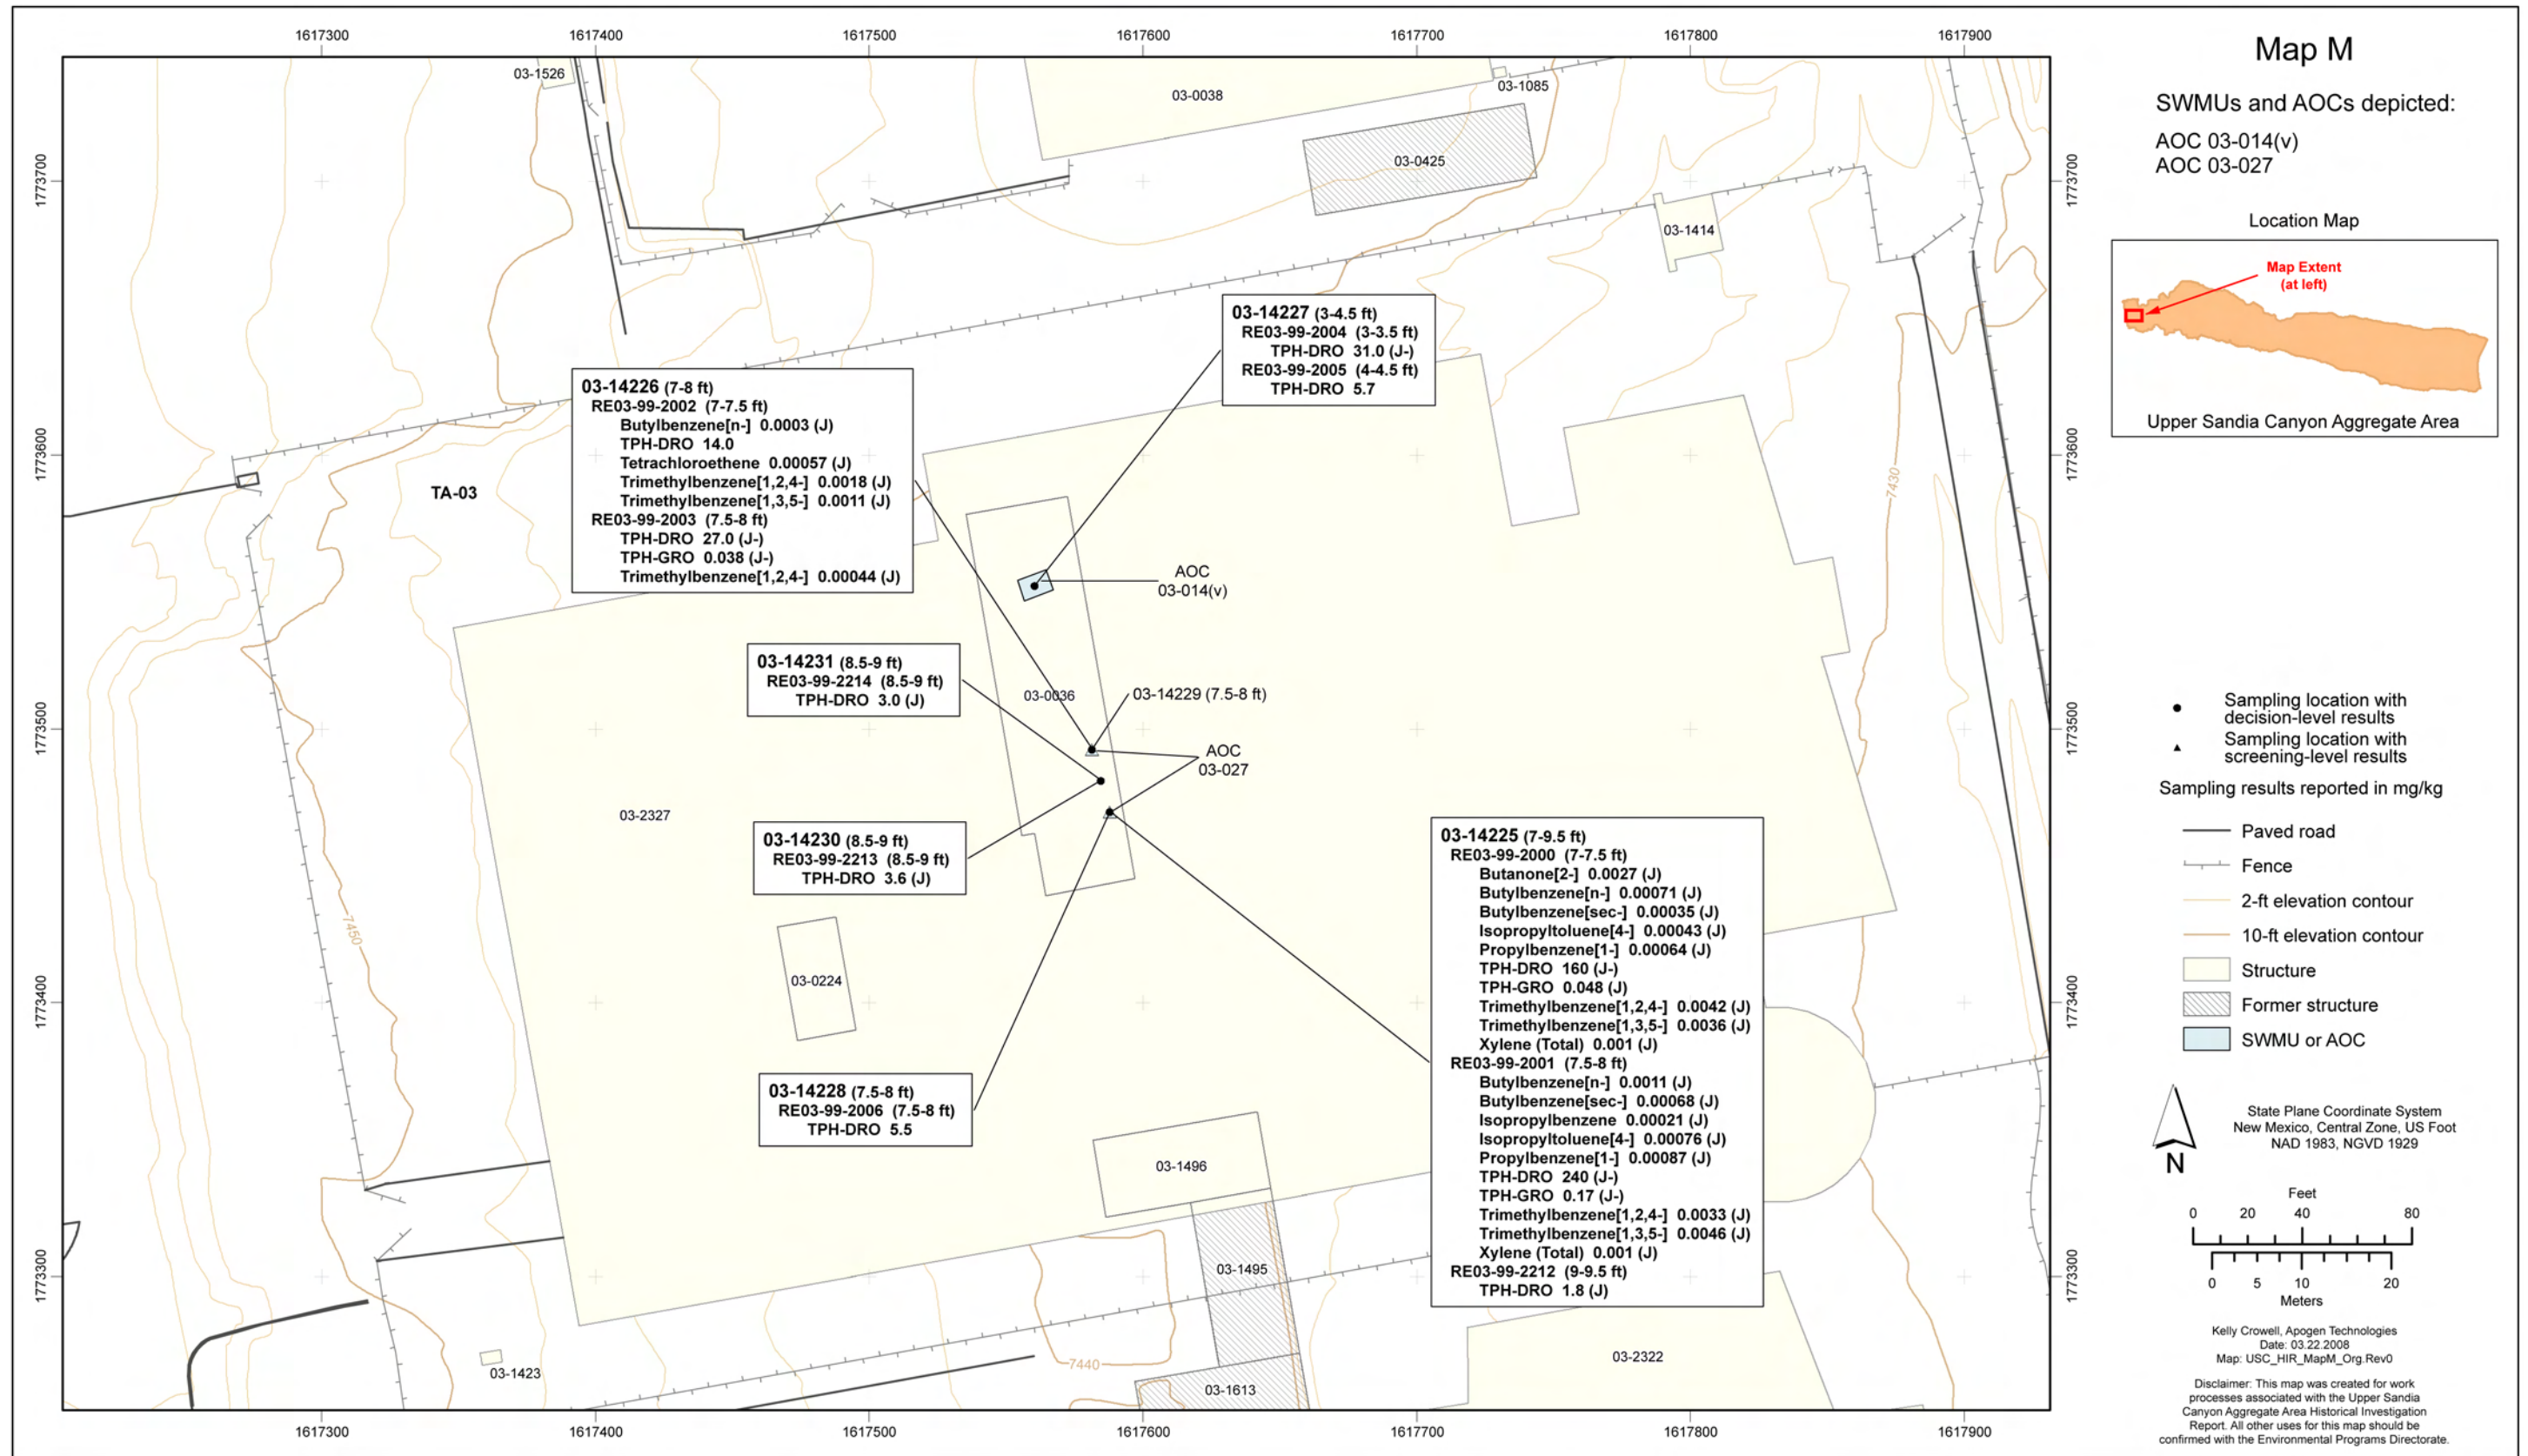 1617300 1617400 1617500 1617600 1617700 1617800 1617900
Map M
SWMUs and AOCs depicted:
AOC 03-014(v)
AOC 03-027
Location Map
Map Extent
(at left)
Upper Sandia Canyon Aggregate Area
03-1526
03-0038
03-1085
03-0425
03-1414
1773700
1773700
03-14227 (3-4.5 ft)
RE03-99-2004 (3-3.5 ft)
TPH-DRO 31.0 (J-)
RE03-99-2005 (4-4.5 ft)
TPH-DRO 5.7
03-14226 (7-8 ft)
RE03-99-2002 (7-7.5 ft)
Butylbenzene[n-] 0.0003 (J)
TPH-DRO 14.0
Tetrachloroethene 0.00057 (J)
Trimethylbenzene[1,2,4-] 0.0018 (J)
Trimethylbenzene[1,3,5-] 0.0011 (J)
RE03-99-2003 (7.5-8 ft)
TPH-DRO 27.0 (J-)
TPH-GRO 0.038 (J-)
Trimethylbenzene[1,2,4-] 0.00044 (J)
1773600
1773600
TA-03
7430
AOC
03-014(v)
03-14231 (8.5-9 ft)
RE03-99-2214 (8.5-9 ft)
TPH-DRO 3.0 (J)
03-0036
03-14229 (7.5-8 ft)
1773500
1773500
AOC
03-027
03-2327
03-14230 (8.5-9 ft)
RE03-99-2213 (8.5-9 ft)
TPH-DRO 3.6 (J)
7450
03-0224
1773400
1773400
03-14225 (7-9.5 ft)
RE03-99-2000 (7-7.5 ft)
Butanone[2-] 0.0027 (J)
Butylbenzene[n-] 0.00071 (J)
Butylbenzene[sec-] 0.00035 (J)
Isopropyltoluene[4-] 0.00043 (J)
Propylbenzene[1-] 0.00064 (J)
TPH-DRO 160 (J-)
TPH-GRO 0.048 (J)
Trimethylbenzene[1,2,4-] 0.0042 (J)
Trimethylbenzene[1,3,5-] 0.0036 (J)
Xylene (Total) 0.001 (J)
RE03-99-2001 (7.5-8 ft)
Butylbenzene[n-] 0.0011 (J)
Butylbenzene[sec-] 0.00068 (J)
Isopropylbenzene 0.00021 (J)
Isopropyltoluene[4-] 0.00076 (J)
Propylbenzene[1-] 0.00087 (J)
TPH-DRO 240 (J-)
TPH-GRO 0.17 (J-)
Trimethylbenzene[1,2,4-] 0.0033 (J)
Trimethylbenzene[1,3,5-] 0.0046 (J)
Xylene (Total) 0.001 (J)
RE03-99-2212 (9-9.5 ft)
TPH-DRO 1.8 (J)
03-14228 (7.5-8 ft)
RE03-99-2006 (7.5-8 ft)
TPH-DRO 5.5
03-1496
03-1495
1773300
1773300
03-1423
7440
03-1613
03-2322
1617300 1617400 1617500 1617600 1617700 1617800 1617900
Sampling location with
decision-level results
Sampling location with
screening-level results
Sampling results reported in mg/kg
Paved road
Fence
2-ft elevation contour
10-ft elevation contour
Structure
Former structure
SWMU or AOC
N
State Plane Coordinate System
New Mexico, Central Zone, US Foot
NAD 1983, NGVD 1929
Feet
0 20 40 80
0 5 10 20
Meters
Kelly Crowell, Apogen Technologies
Date: 03.22.2008
Map: USC_HIR_MapM_Org.Rev0
Disclaimer: This map was created for work
processes associated with the Upper Sandia
Canyon Aggregate Area Historical Investigation
Report. All other uses for this map should be
confirmed with the Environmental Programs Directorate.